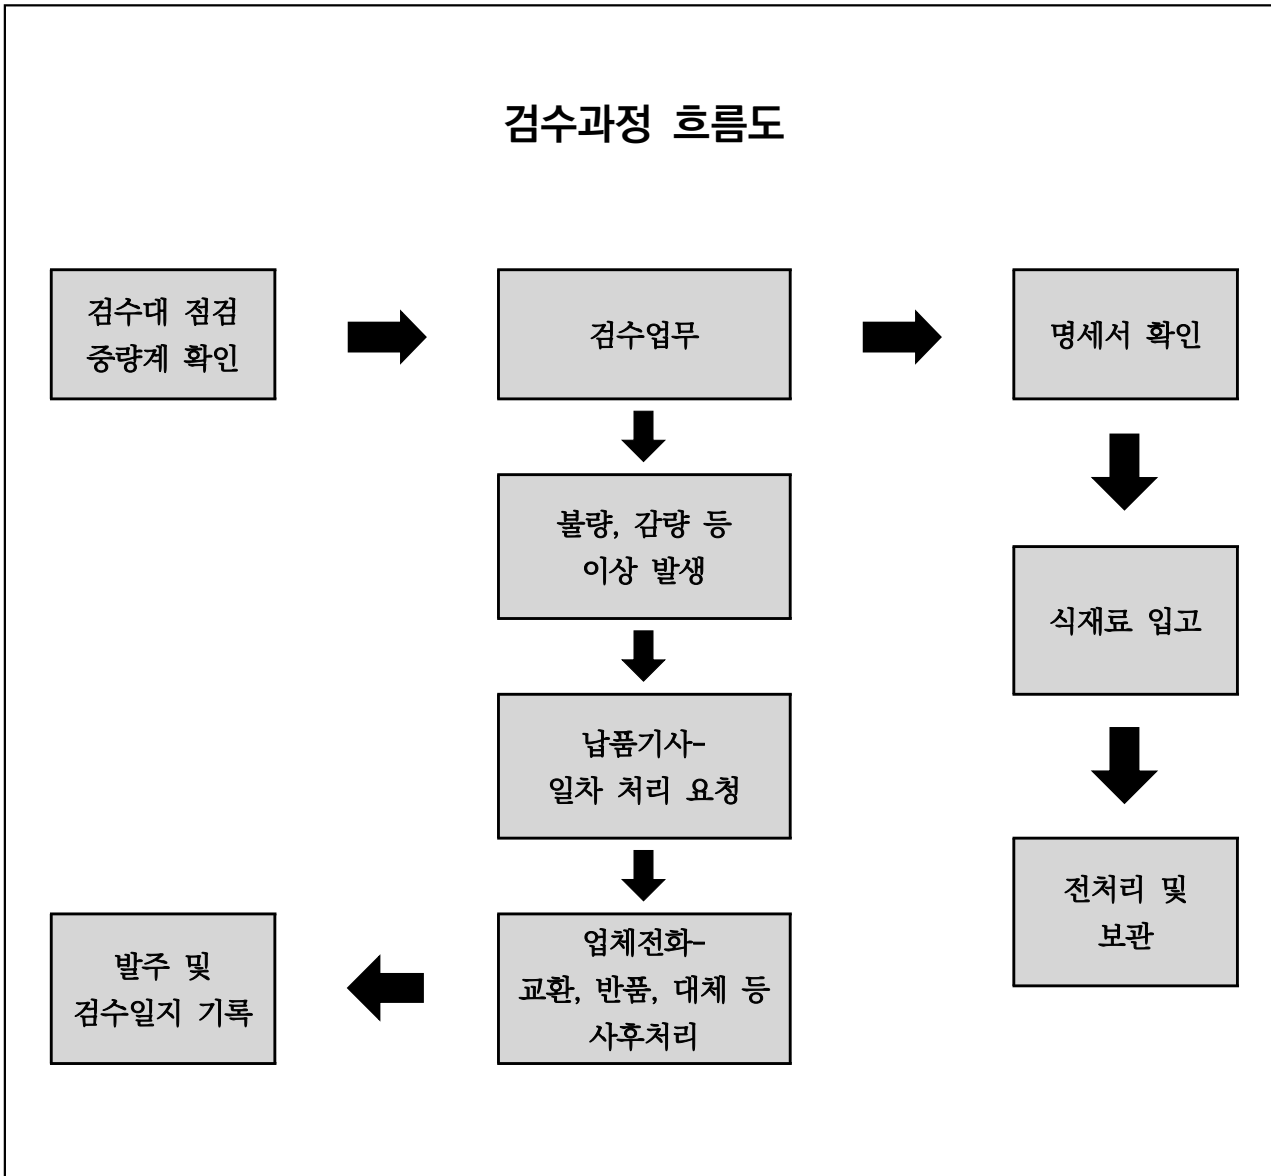 검수과정 흐름도
검수대 점검
중량계 확인
검수업무
명세서 확인
불량, 감량 등
이상 발생
식재료 입고
납품기사-
일차 처리 요청
전처리 및
보관
업체전화-
교환, 반품, 대체 등
사후처리
발주 및
검수일지 기록